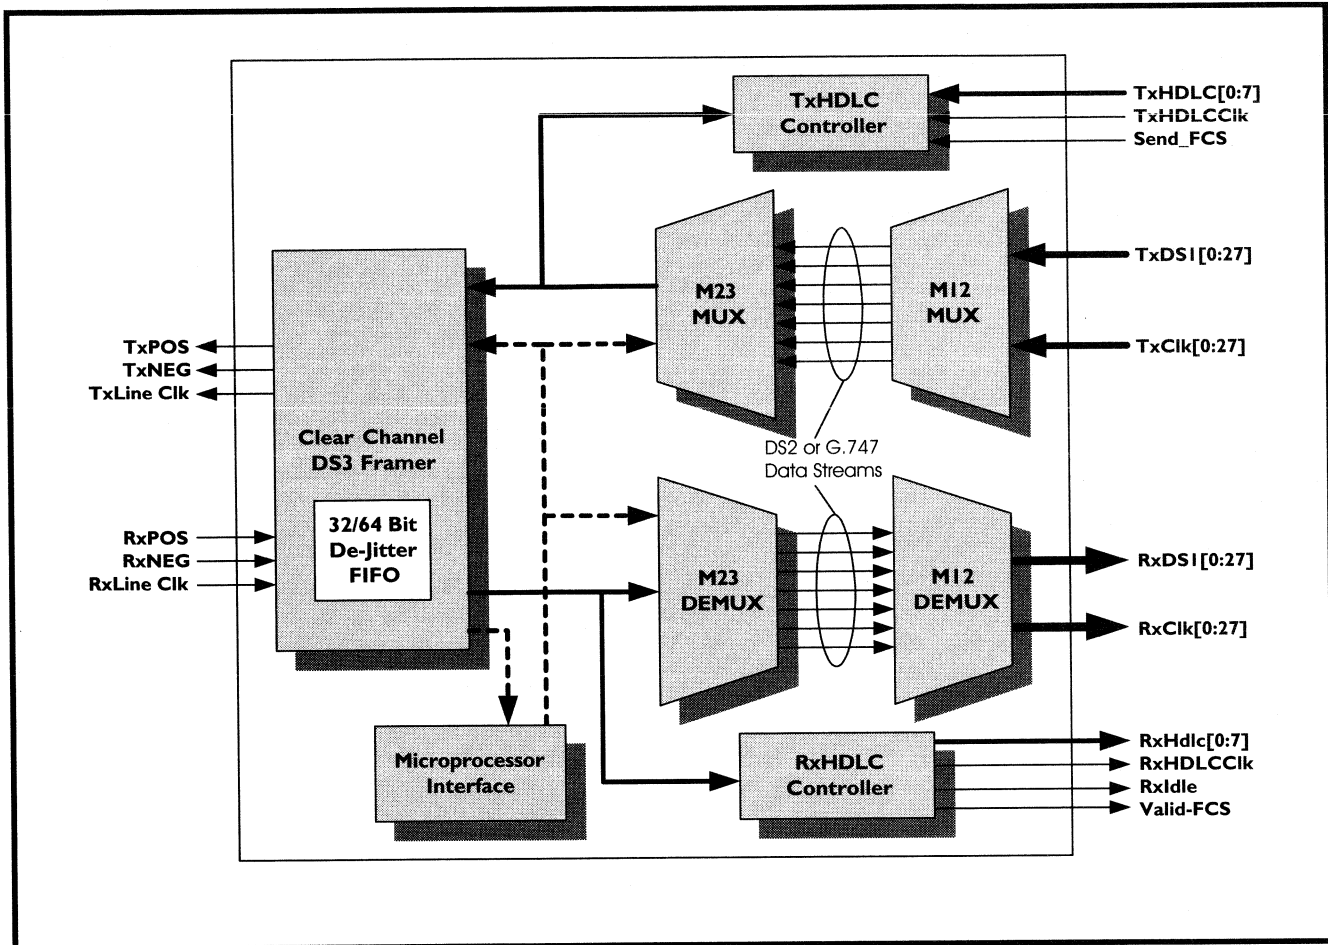 TxHDLC
Controller
TxHDLC[0:7]
TxHDLCClk
Send_FCS
M23
MUX
M12
MUX
TxDS1[0:27]
TxClk[0:27]
TxPOS
TxNEG
TxLine Clk
Clear Channel
DS3 Framer
DS2 or G.747
Data Streams
32/64 Bit
De-Jitter
FIFO
RxPOS
RxNEG
RxLine Clk
M23
DEMUX
M12
DEMUX
RxDS1[0:27]
RxClk[0:27]
Microprocessor
Interface
RxHDLC
Controller
RxHdlc[0:7]
RxHDLCClk
RxIdle
Valid-FCS